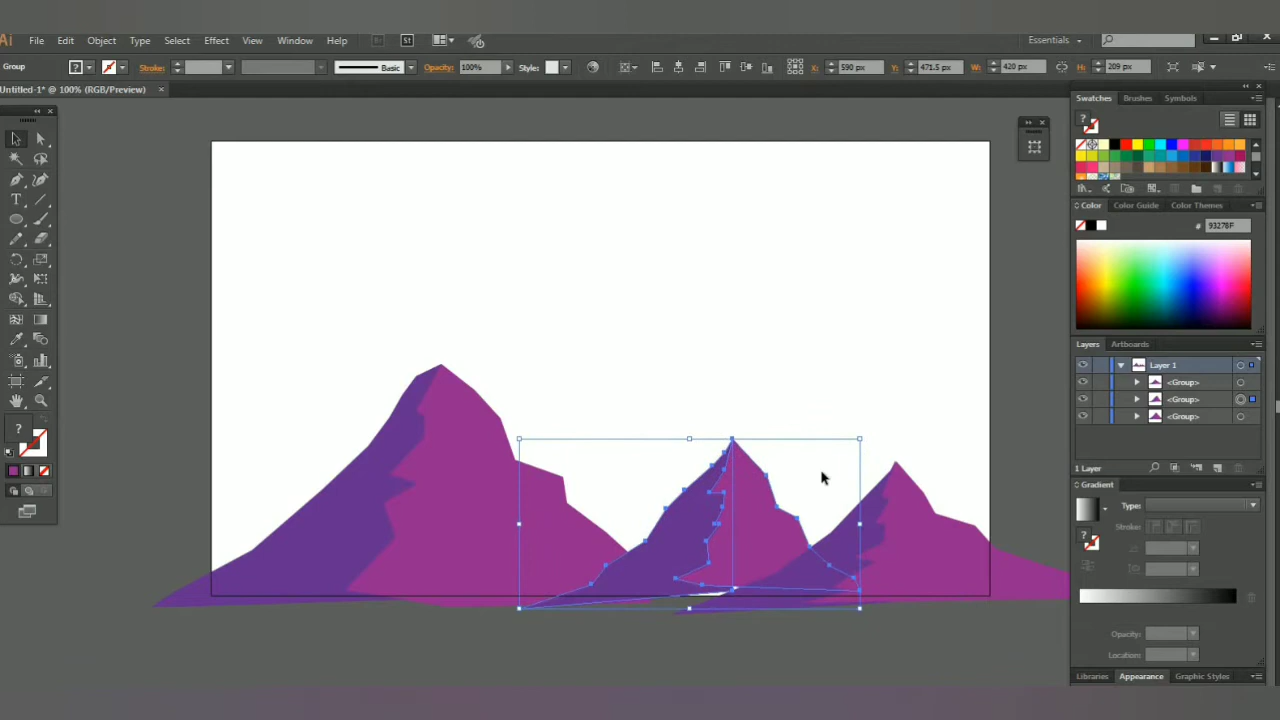 Ai File Edit Object Type Select Effect View Window Help Br St Essentials
Group ? Stroke: Basic Opacity: 100% Style: X: 590 px Y: 471.5 px W: 420 px H: 209 px
Untitled-1* @ 100% (RGB/Preview)
Swatches Brushes Symbols
?
Color Color Guide Color Themes
# 93278F
Layers Artboards
Layer 1
<Group>
<Group>
<Group>
?
1 Layer
Gradient
Type:
Stroke:
?
Opacity:
Location:
Libraries Appearance Graphic Styles